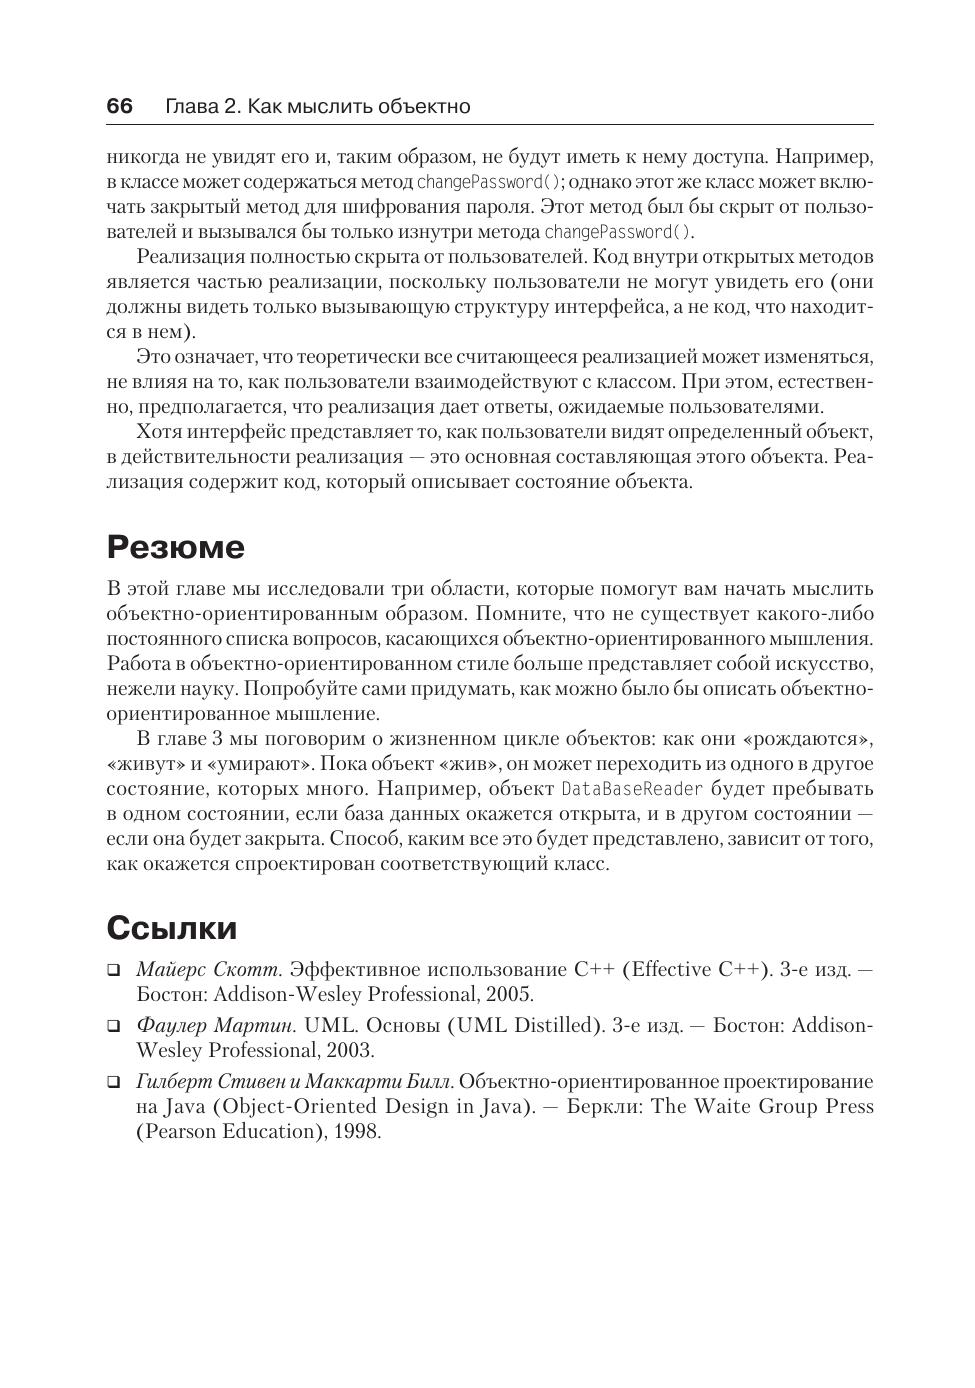 66 Глава 2. Как мыслить объектно
никогда не увидят его и, таким образом, не будут иметь к нему доступа. Например,
в классе может содержаться метод changePassword(); однако этот же класс может вклю-
чать закрытый метод для шифрования пароля. Этот метод был бы скрыт от пользо-
вателей и вызывался бы только изнутри метода changePassword().
Реализация полностью скрыта от пользователей. Код внутри открытых методов
является частью реализации, поскольку пользователи не могут увидеть его (они
должны видеть только вызывающую структуру интерфейса, а не код, что находит-
ся в нем).
Это означает, что теоретически все считающееся реализацией может изменяться,
не влияя на то, как пользователи взаимодействуют с классом. При этом, естествен-
но, предполагается, что реализация дает ответы, ожидаемые пользователями.
Хотя интерфейс представляет то, как пользователи видят определенный объект,
в действительности реализация — это основная составляющая этого объекта. Реа-
лизация содержит код, который описывает состояние объекта.
Резюме
В этой главе мы исследовали три области, которые помогут вам начать мыслить
объектно-ориентированным образом. Помните, что не существует какого-либо
постоянного списка вопросов, касающихся объектно-ориентированного мышления.
Работа в объектно-ориентированном стиле больше представляет собой искусство,
нежели науку. Попробуйте сами придумать, как можно было бы описать объектно-
ориентированное мышление.
В главе 3 мы поговорим о жизненном цикле объектов: как они «рождаются»,
«живут» и «умирают». Пока объект «жив», он может переходить из одного в другое
состояние, которых много. Например, объект DataBaseReader будет пребывать
в одном состоянии, если база данных окажется открыта, и в другом состоянии —
если она будет закрыта. Способ, каким все это будет представлено, зависит от того,
как окажется спроектирован соответствующий класс.
Ссылки
❑ Майерс Скотт. Эффективное использование C++ (Effective C++). 3-е изд. —
Бостон: Addison-Wesley Professional, 2005.
❑ Фаулер Мартин. UML. Основы (UML Distilled). 3-е изд. — Бостон: Addison-
Wesley Professional, 2003.
❑ Гилберт Стивен и Маккарти Билл. Объектно-ориентированное проектирование
на Java (Object-Oriented Design in Java). — Беркли: The Waite Group Press
(Pearson Education), 1998.